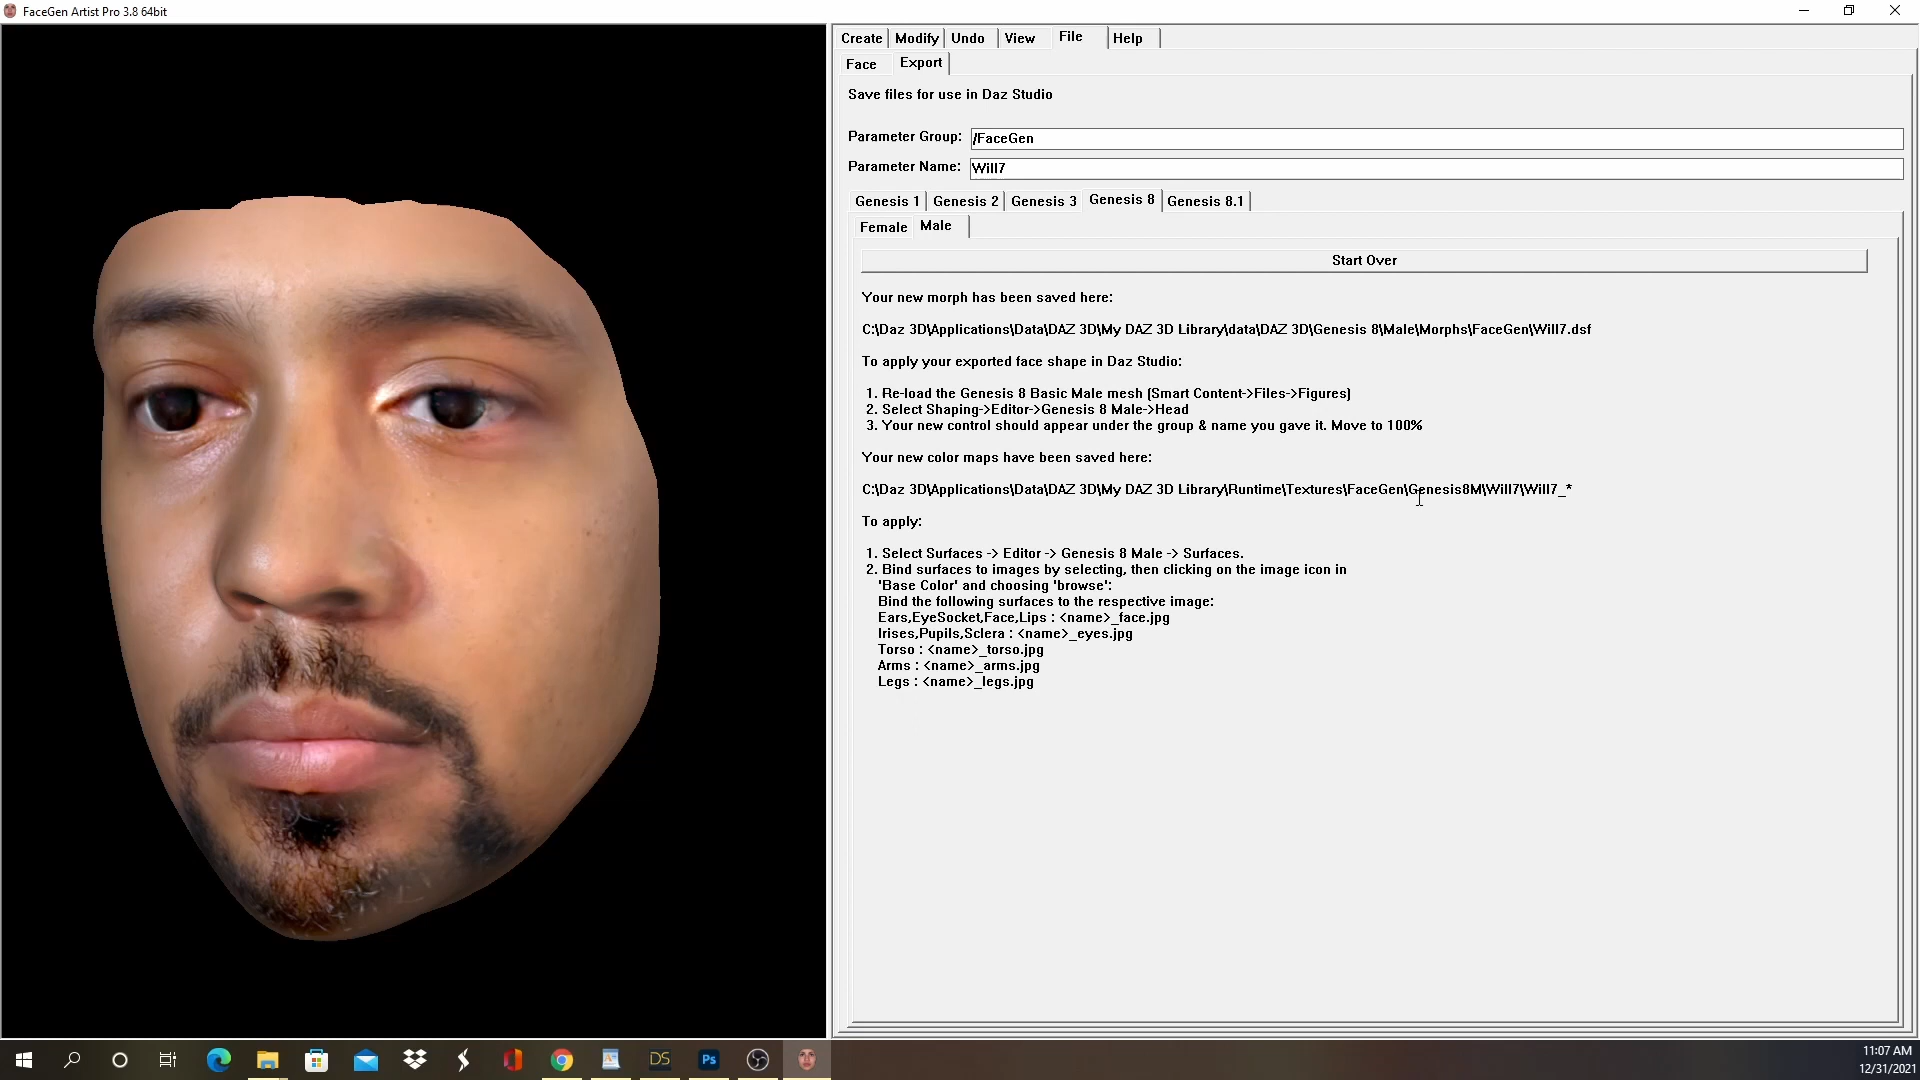 FaceGen Artist Pro 3.8 64bit
Create Modify Undo View File Help
Face Export
Save files for use in Daz Studio
Parameter Group: /FaceGen
Parameter Name: Will7
Genesis 1 Genesis 2 Genesis 3 Genesis 8 Genesis 8.1
Female Male
Start Over
Your new morph has been saved here:
C:\Daz 3D\Applications\Data\DAZ 3D\My DAZ 3D Library\data\DAZ 3D\Genesis 8\Male\Morphs\FaceGen\Will7.dsf
To apply your exported face shape in Daz Studio:
1. Re-load the Genesis 8 Basic Male mesh (Smart Content->Files->Figures)
2. Select Shaping->Editor->Genesis 8 Male->Head
3. Your new control should appear under the group & name you gave it. Move to 100%
Your new color maps have been saved here:
C:\Daz 3D\Applications\Data\DAZ 3D\My DAZ 3D Library\Runtime\Textures\FaceGen\Genesis8M\Will7\Will7_*
To apply:
1. Select Surfaces -> Editor -> Genesis 8 Male -> Surfaces.
2. Bind surfaces to images by selecting, then clicking on the image icon in
'Base Color' and choosing 'browse':
Bind the following surfaces to the respective image:
Ears,EyeSocket,Face,Lips : <name>_face.jpg
Irises,Pupils,Sclera : <name>_eyes.jpg
Torso : <name>_torso.jpg
Arms : <name>_arms.jpg
Legs : <name>_legs.jpg
DS
Ps
11:07 AM
12/31/2021